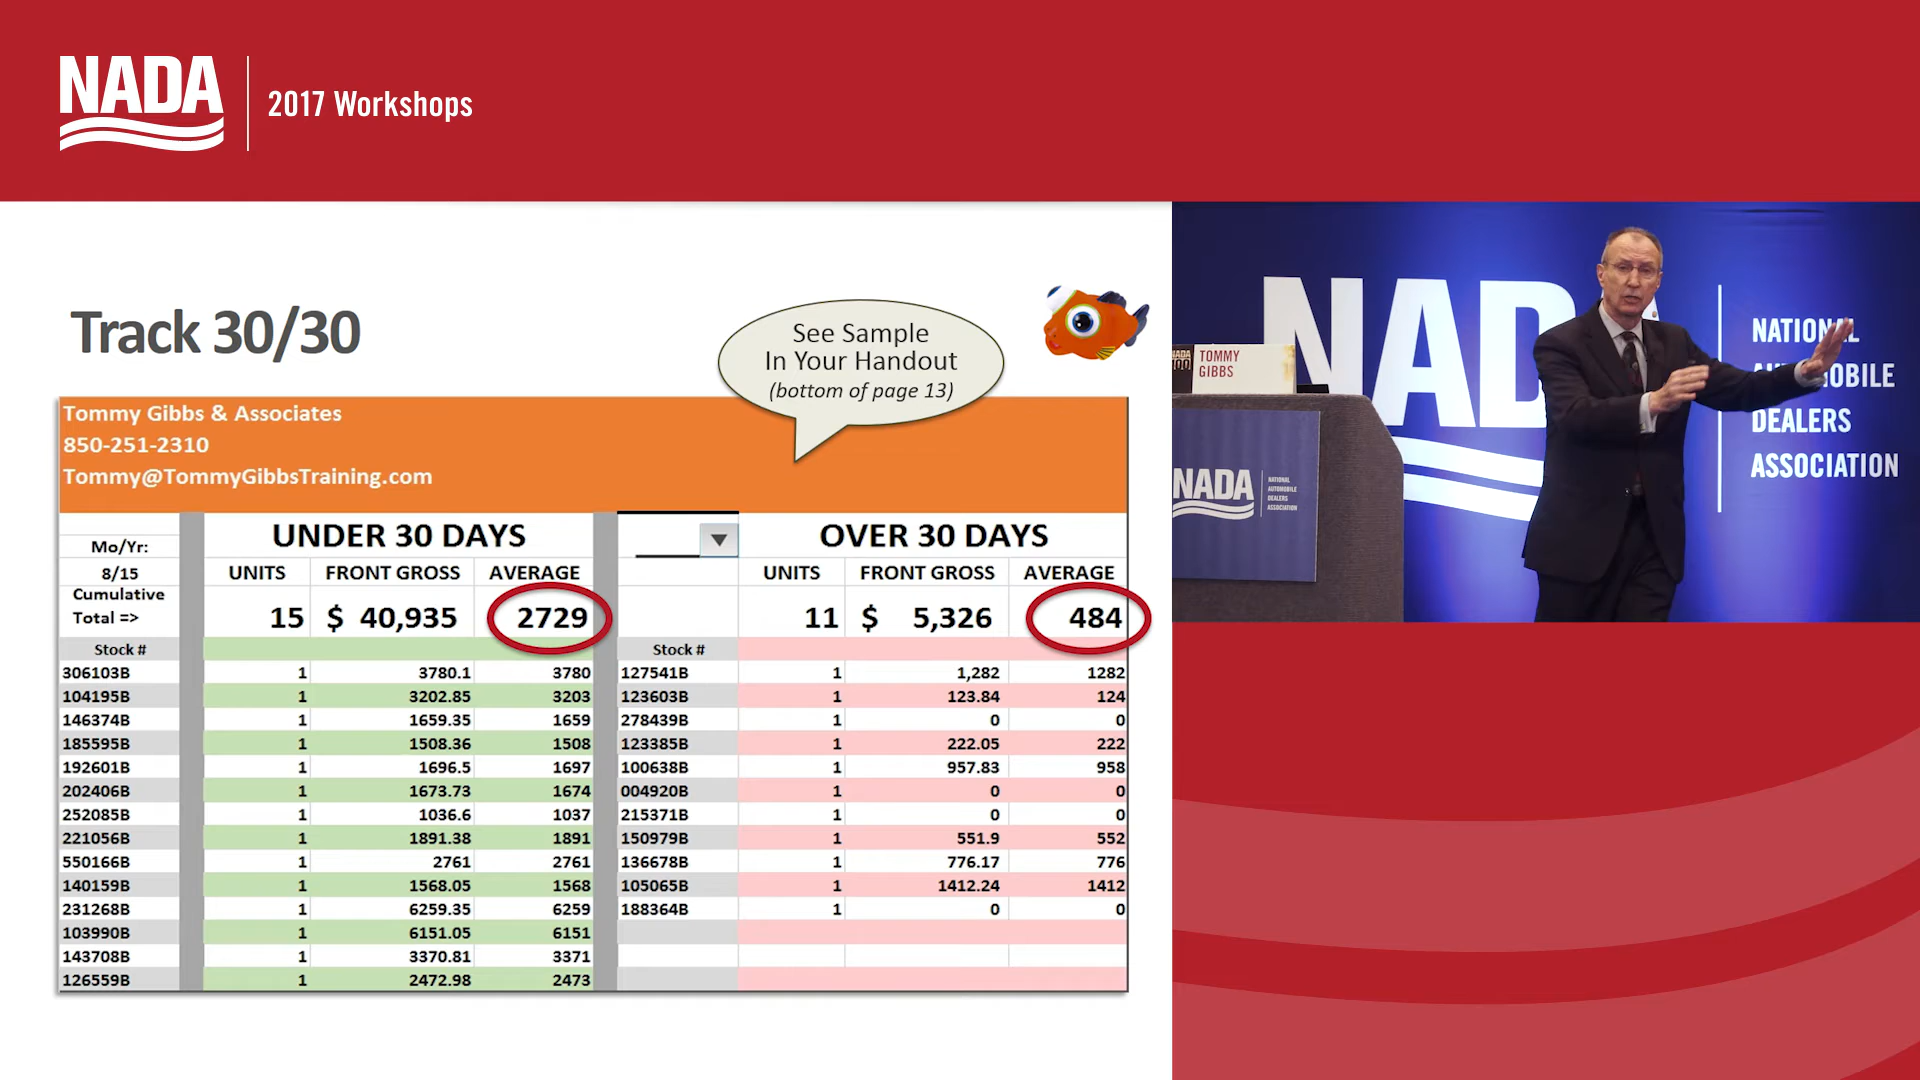 NADA
2017 Workshops
Track 30/30
See Sample
In Your Handout
(bottom of page 13)
Tommy Gibbs & Associates
850-251-2310
Tommy@TommyGibbsTraining.com
UNDER 30 DAYS OVER 30 DAYS
Mo/Yr:
8/15 UNITS FRONT GROSS AVERAGE UNITS FRONT GROSS AVERAGE
Cumulative
Total => 15 $ 40,935 2729 11 $ 5,326 484
Stock # Stock #
306103B 1 3780.1 3780 127541B 1 1,282 1282
104195B 1 3202.85 3203 123603B 1 123.84 124
146374B 1 1659.35 1659 278439B 1 0 0
185595B 1 1508.36 1508 123385B 1 222.05 222
192601B 1 1696.5 1697 100638B 1 957.83 958
202406B 1 1673.73 1674 004920B 1 0 0
252085B 1 1036.6 1037 215371B 1 0 0
221056B 1 1891.38 1891 150979B 1 551.9 552
550166B 1 2761 2761 136678B 1 776.17 776
140159B 1 1568.05 1568 105065B 1 1412.24 1412
231268B 1 6259.35 6259 188364B 1 0 0
103990B 1 6151.05 6151
143708B 1 3370.81 3371
126559B 1 2472.98 2473
NADA
NATIONAL
AUTOMOBILE
DEALERS
ASSOCIATION
NADA
100
TOMMY
GIBBS
NADA
NATIONAL
AUTOMOBILE
DEALERS
ASSOCIATION